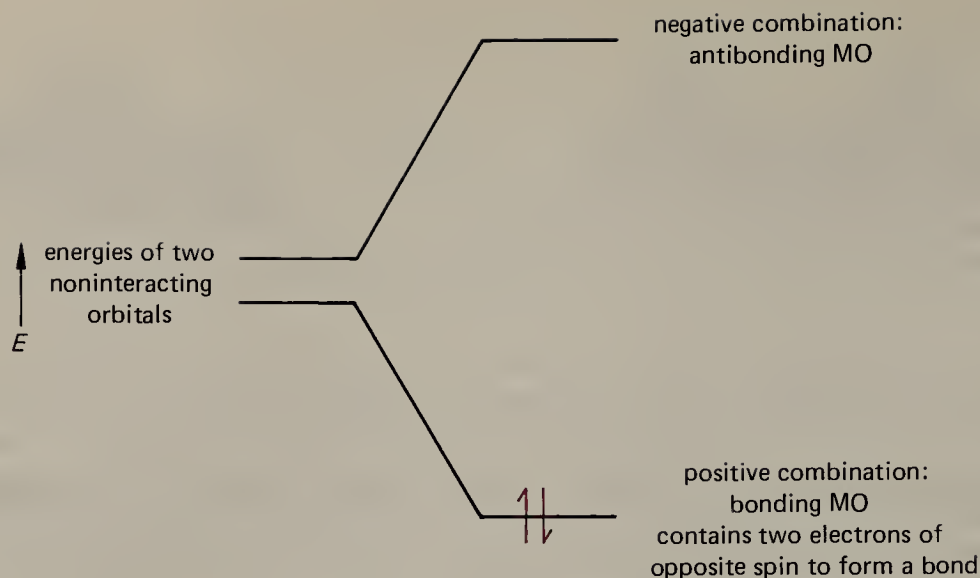 negative combination:
antibonding MO
energies of two
noninteracting
orbitals
E
positive combination:
bonding MO
contains two electrons of
opposite spin to form a bond